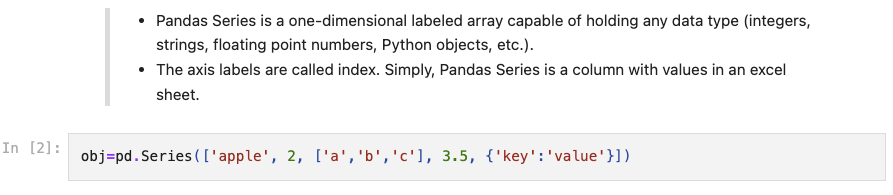 • Pandas Series is a one-dimensional labeled array capable of holding any data type (integers,
strings, floating point numbers, Python objects, etc.).
• The axis labels are called index. Simply, Pandas Series is a column with values in an excel
sheet.
In [2]: obj=pd.Series(['apple', 2, ['a','b','c'], 3.5, {'key':'value'}])